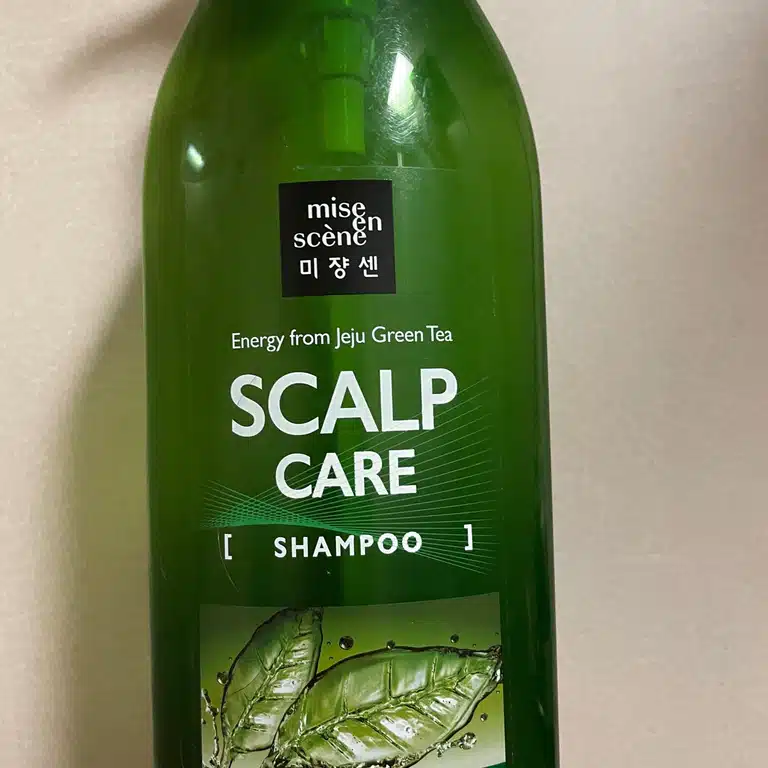 mise
en
scène
미쟝센
Energy from Jeju Green Tea
SCALP
CARE
[ SHAMPOO ]